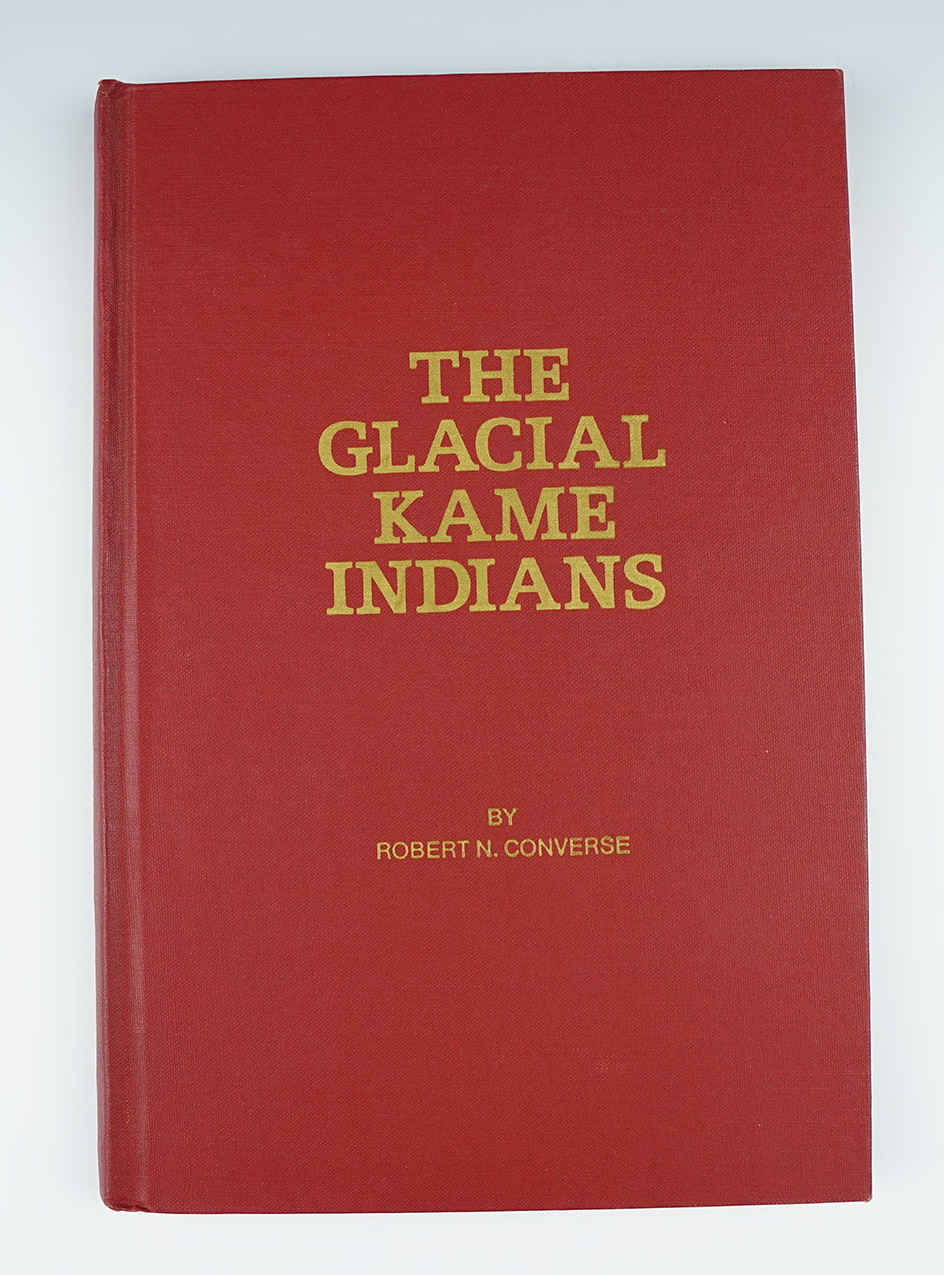 THE
GLACIAL
KAME
INDIANS
BY
ROBERT N. CONVERSE